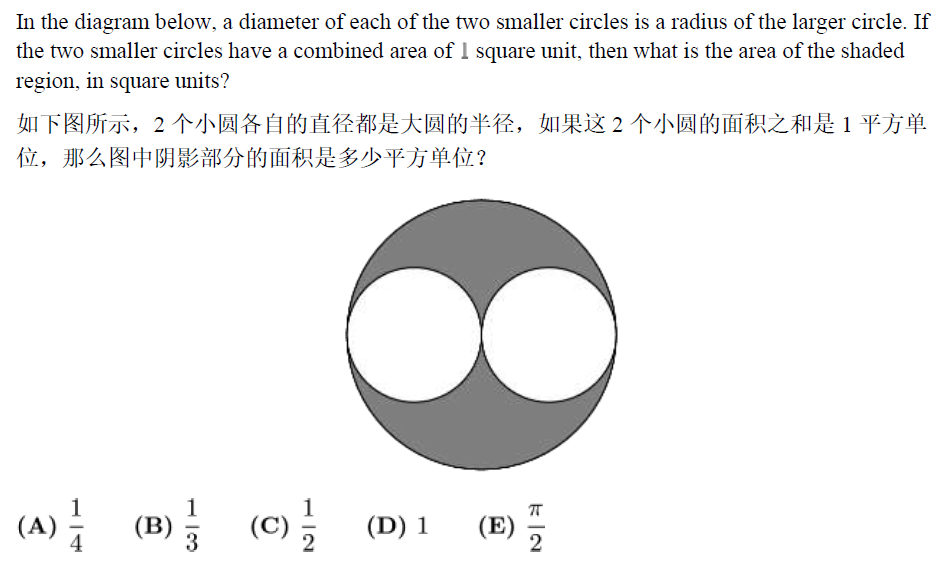 In the diagram below, a diameter of each of the two smaller circles is a radius of the larger circle. If
the two smaller circles have a combined area of 1 square unit, then what is the area of the shaded
region, in square units?
如下图所示，2 个小圆各自的直径都是大圆的半径，如果这 2 个小圆的面积之和是 1 平方单
位，那么图中阴影部分的面积是多少平方单位？
(A) 1/4 (B) 1/3 (C) 1/2 (D) 1 (E) π/2